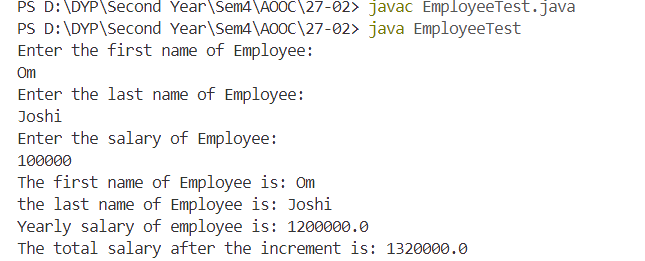 PS D:\DYP\Second Year\Sem4\AOOC\27-02> javac EmployeeTest.java
PS D:\DYP\Second Year\Sem4\AOOC\27-02> java EmployeeTest
Enter the first name of Employee:
Om
Enter the last name of Employee:
Joshi
Enter the salary of Employee:
100000
The first name of Employee is: Om
the last name of Employee is: Joshi
Yearly salary of employee is: 1200000.0
The total salary after the increment is: 1320000.0